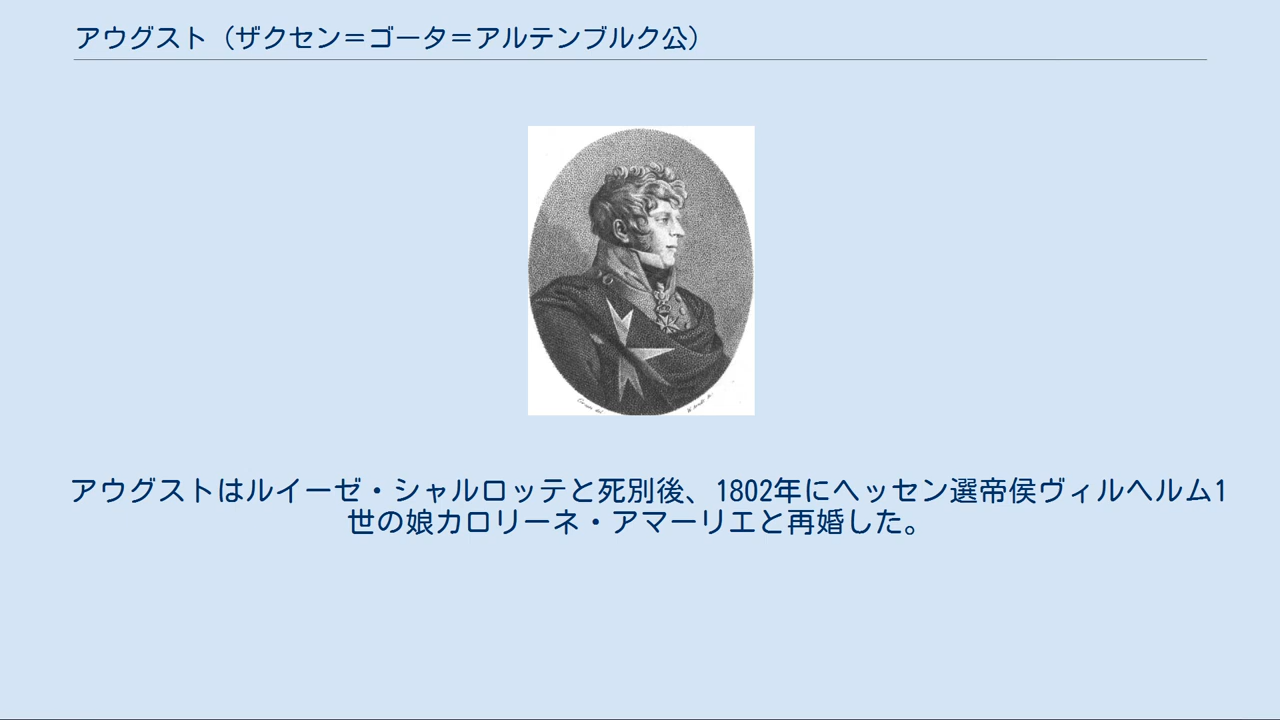 アウグスト（ザクセン＝ゴータ＝アルテンブルク公）
アウグストはルイーゼ・シャルロッテと死別後、1802年にヘッセン選帝侯ヴィルヘルム1
世の娘カロリーネ・アマーリエと再婚した。